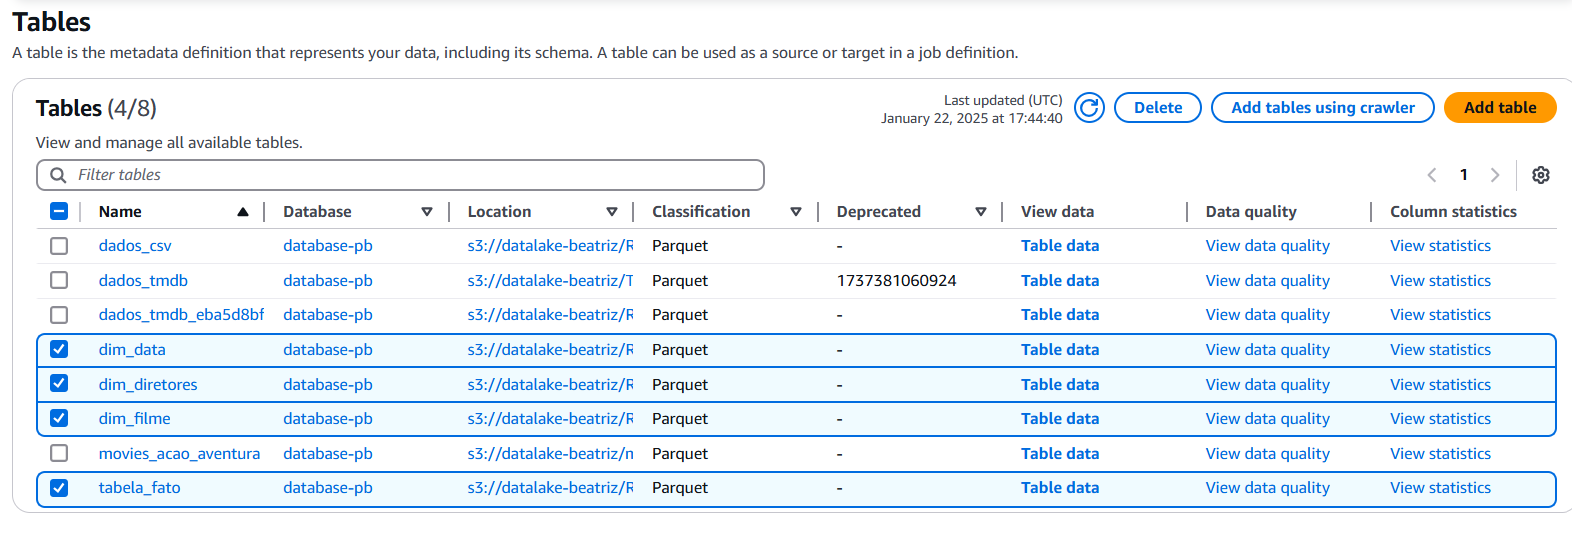 Tables
A table is the metadata definition that represents your data, including its schema. A table can be used as a source or target in a job definition.
Tables (4/8)
Last updated (UTC)
January 22, 2025 at 17:44:40
Delete
Add tables using crawler
Add table
View and manage all available tables.
Filter tables
1
Name Database Location Classification Deprecated View data Data quality Column statistics
dados_csv database-pb s3://datalake-beatriz/R Parquet - Table data View data quality View statistics
dados_tmdb database-pb s3://datalake-beatriz/T Parquet 1737381060924 Table data View data quality View statistics
dados_tmdb_eba5d8bf database-pb s3://datalake-beatriz/R Parquet - Table data View data quality View statistics
dim_data database-pb s3://datalake-beatriz/R Parquet - Table data View data quality View statistics
dim_diretores database-pb s3://datalake-beatriz/R Parquet - Table data View data quality View statistics
dim_filme database-pb s3://datalake-beatriz/R Parquet - Table data View data quality View statistics
movies_acao_aventura database-pb s3://datalake-beatriz/n Parquet - Table data View data quality View statistics
tabela_fato database-pb s3://datalake-beatriz/R Parquet - Table data View data quality View statistics